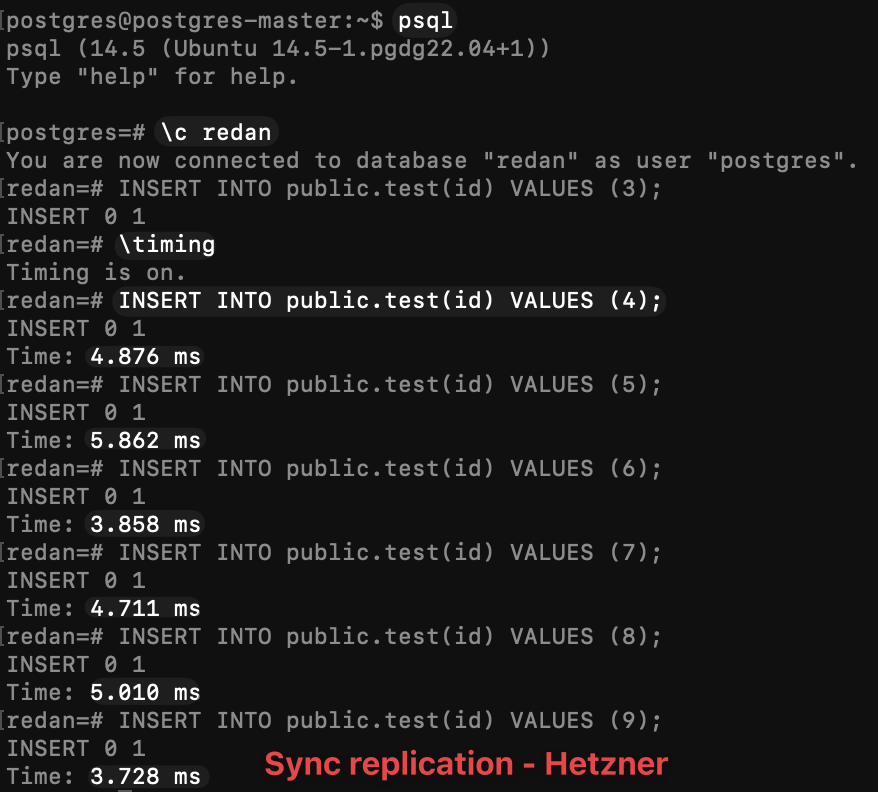 [postgres@postgres-master:~$ psql
psql (14.5 (Ubuntu 14.5-1.pgdg22.04+1))
Type "help" for help.
[postgres=# \c redan
You are now connected to database "redan" as user "postgres".
[redan=# INSERT INTO public.test(id) VALUES (3);
INSERT 0 1
[redan=# \timing
Timing is on.
[redan=# INSERT INTO public.test(id) VALUES (4);
INSERT 0 1
Time: 4.876 ms
[redan=# INSERT INTO public.test(id) VALUES (5);
INSERT 0 1
Time: 5.862 ms
[redan=# INSERT INTO public.test(id) VALUES (6);
INSERT 0 1
Time: 3.858 ms
[redan=# INSERT INTO public.test(id) VALUES (7);
INSERT 0 1
Time: 4.711 ms
[redan=# INSERT INTO public.test(id) VALUES (8);
INSERT 0 1
Time: 5.010 ms
[redan=# INSERT INTO public.test(id) VALUES (9);
INSERT 0 1
Time: 3.728 ms
Sync replication - Hetzner